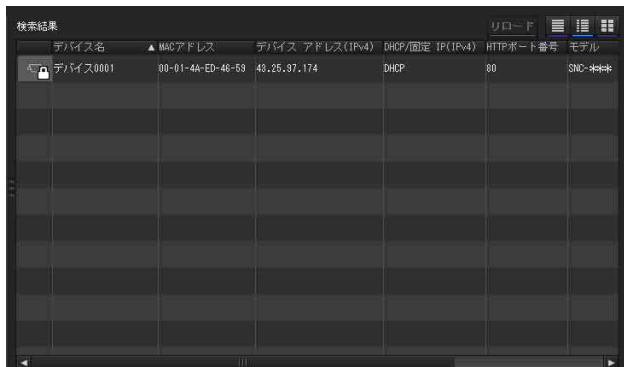 検索結果 リロード
デバイス名 ▲ MACアドレス デバイス アドレス(IPv4) DHCP/固定 IP(IPv4) HTTPポート番号 モデル
デバイス0001 00-01-4A-ED-46-59 43.25.97.174 DHCP 80 SNC-***